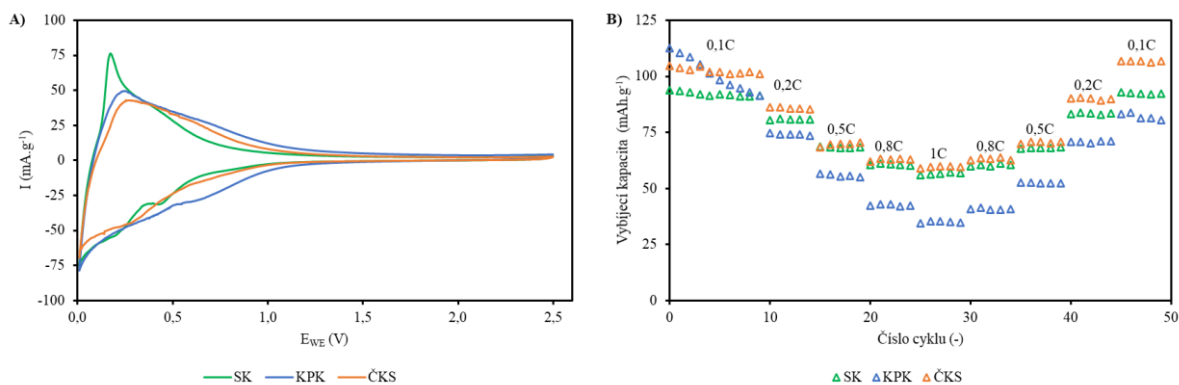 A)
I (mA.g⁻¹)
100
75
50
25
0
-25
-50
-75
-100
0,0
0,5
1,0
1,5
2,0
2,5
E_WE (V)
SK
KPK
ČKS
B)
Vybíjecí kapacita (mAh.g⁻¹)
125
100
75
50
25
0
0,1C
0,2C
0,5C
0,8C
1C
0,8C
0,5C
0,2C
0,1C
0
10
20
30
40
50
Číslo cyklu (-)
SK
KPK
ČKS